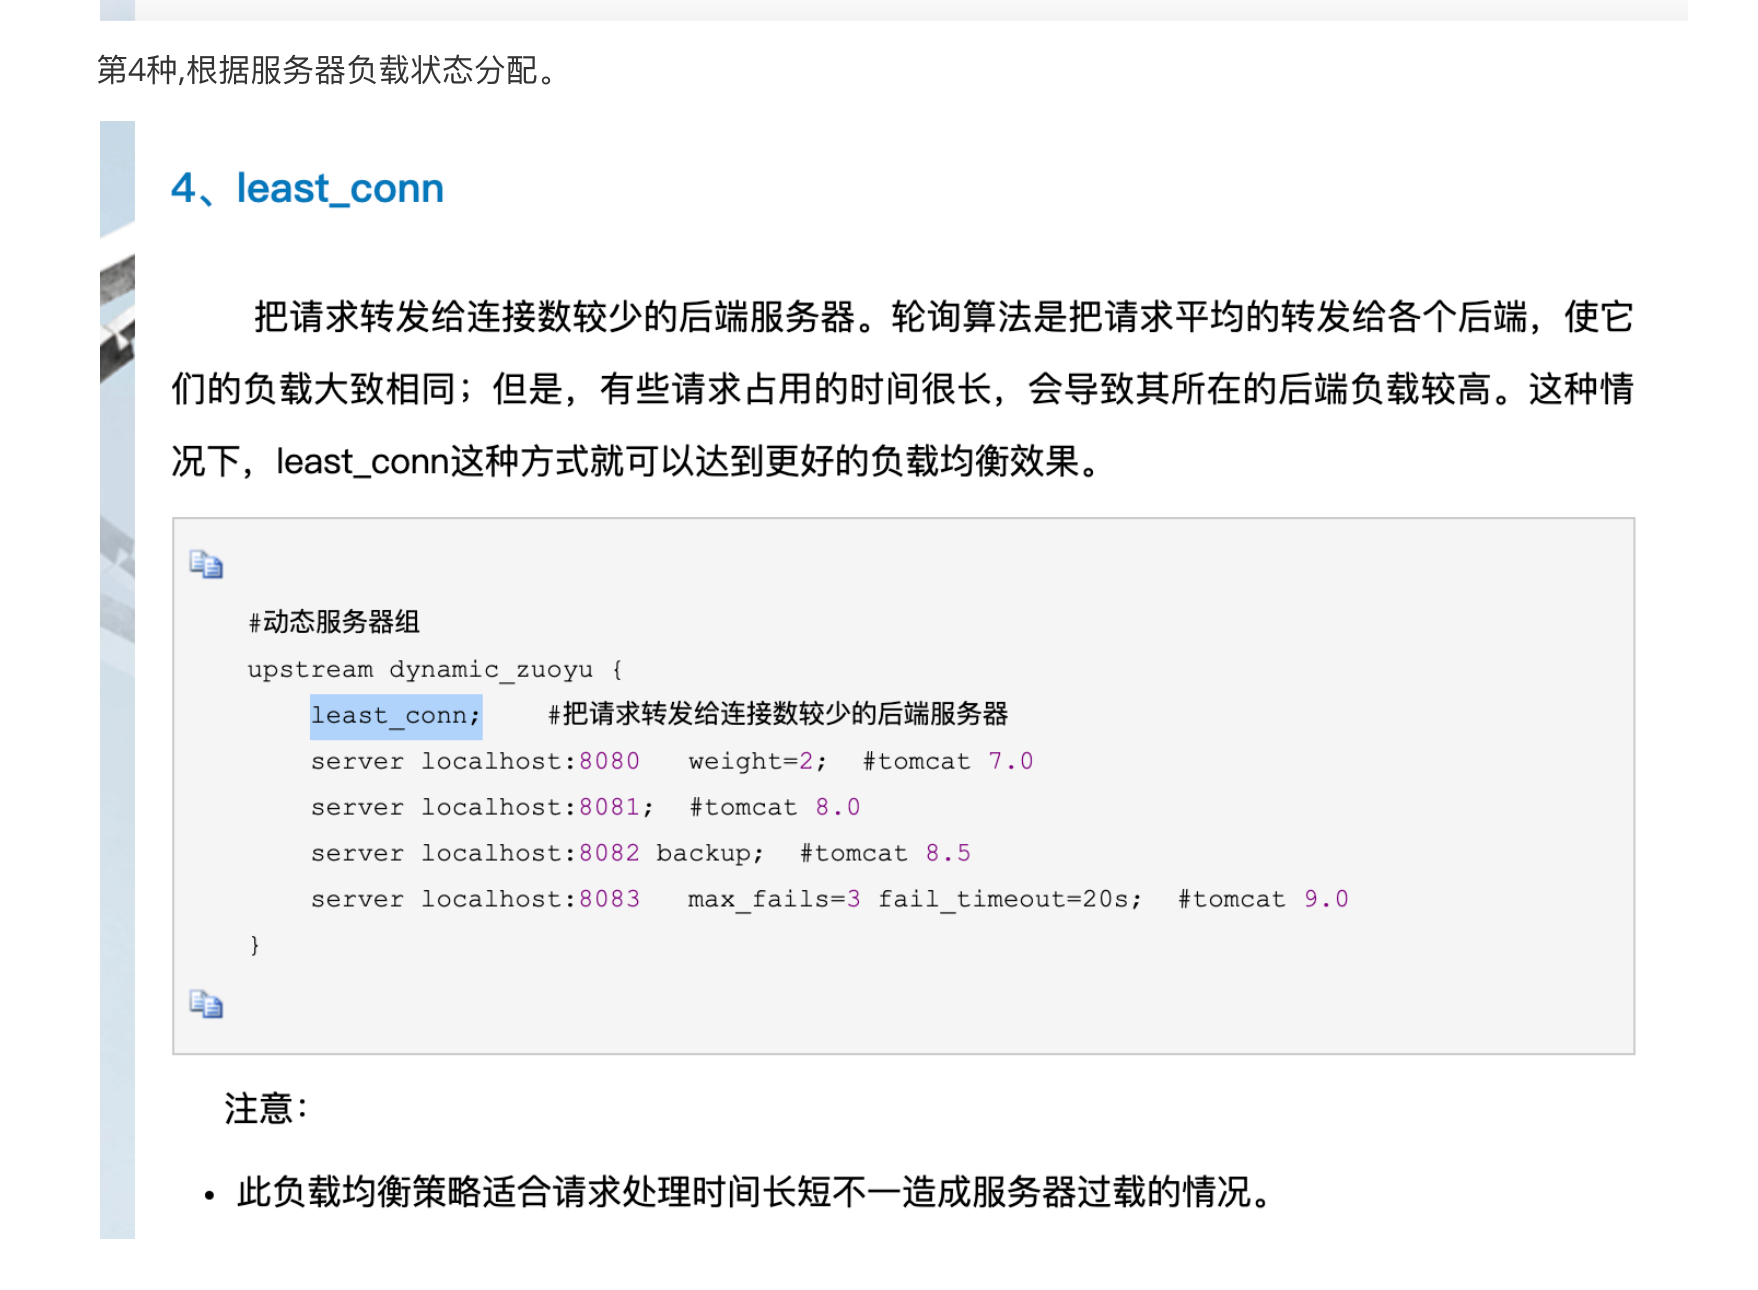 第4种,根据服务器负载状态分配。
4、least_conn
把请求转发给连接数较少的后端服务器。轮询算法是把请求平均的转发给各个后端，使它
们的负载大致相同；但是，有些请求占用的时间很长，会导致其所在的后端负载较高。这种情
况下，least_conn这种方式就可以达到更好的负载均衡效果。
#动态服务器组
upstream dynamic_zuoyu {
least_conn;    #把请求转发给连接数较少的后端服务器
server localhost:8080   weight=2;  #tomcat 7.0
server localhost:8081;  #tomcat 8.0
server localhost:8082 backup;  #tomcat 8.5
server localhost:8083   max_fails=3 fail_timeout=20s;  #tomcat 9.0
}
注意：
• 此负载均衡策略适合请求处理时间长短不一造成服务器过载的情况。